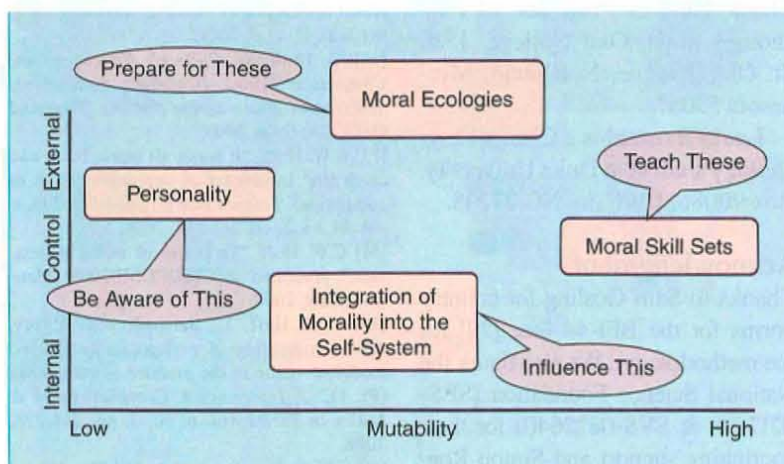 Prepare for These
Moral Ecologies
Teach These
Personality
Moral Skill Sets
Be Aware of This
Integration of
Morality into the
Self-System
Influence This
External
Control
Internal
Low
Mutability
High